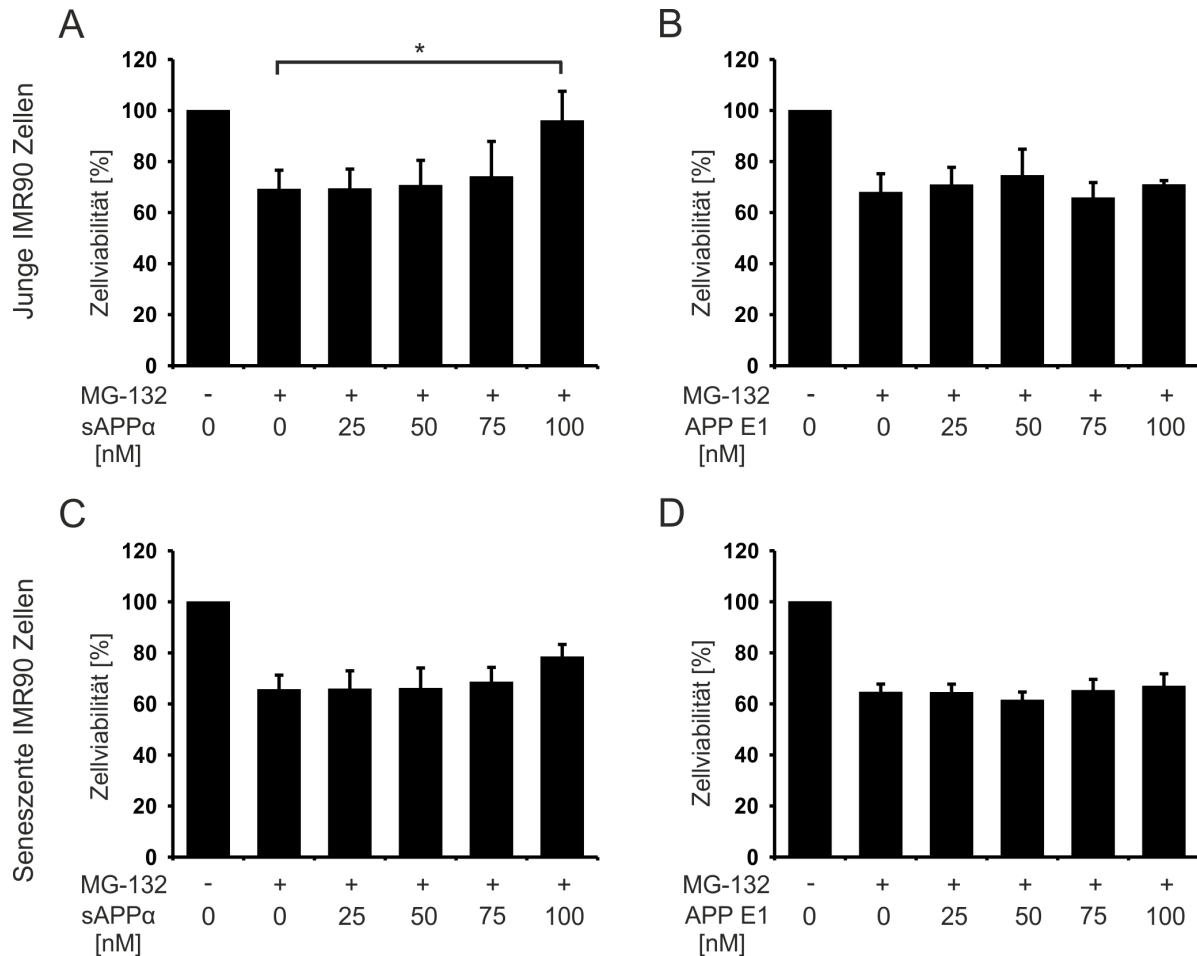 A
Junge IMR90 Zellen
Zellviabilität [%]
120
100
80
60
40
20
0
*
MG-132 - + + + + +
sAPPα 0 0 25 50 75 100
[nM]
B
Zellviabilität [%]
120
100
80
60
40
20
0
MG-132 - + + + + +
APP E1 0 0 25 50 75 100
[nM]
C
Seneszente IMR90 Zellen
Zellviabilität [%]
120
100
80
60
40
20
0
MG-132 - + + + + +
sAPPα 0 0 25 50 75 100
[nM]
D
Zellviabilität [%]
120
100
80
60
40
20
0
MG-132 - + + + + +
APP E1 0 0 25 50 75 100
[nM]